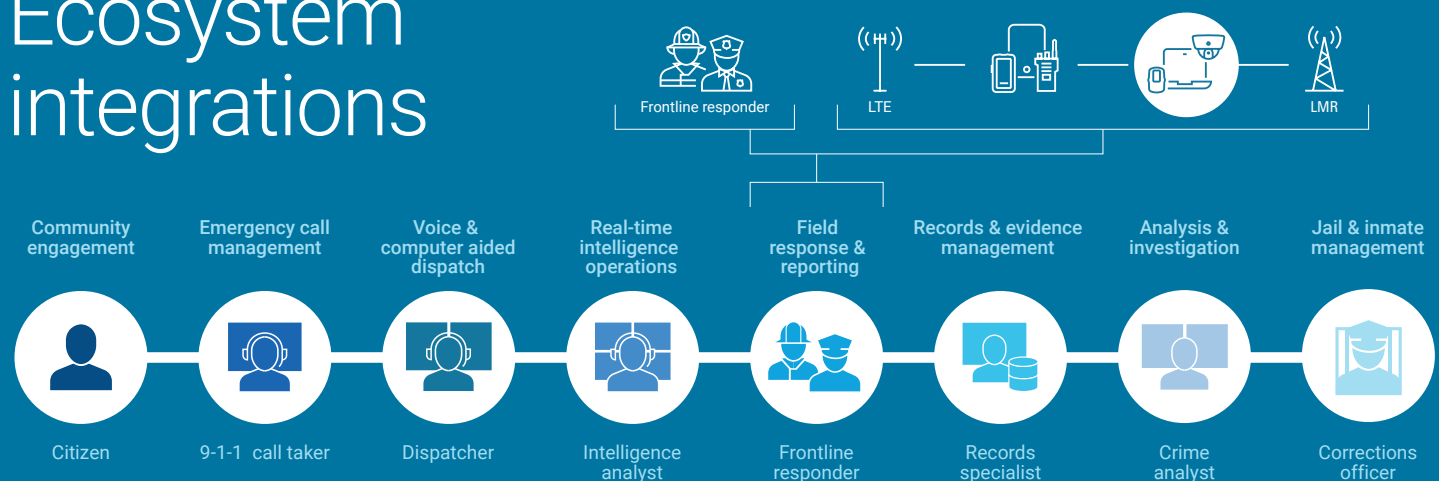 Ecosystem
integrations
Frontline responder
LTE
LMR
Community
engagement
Emergency call
management
Voice &
computer aided
dispatch
Real-time
intelligence
operations
Field
response &
reporting
Records & evidence
management
Analysis &
investigation
Jail & inmate
management
Citizen
9-1-1 call taker
Dispatcher
Intelligence
analyst
Frontline
responder
Records
specialist
Crime
analyst
Corrections
officer